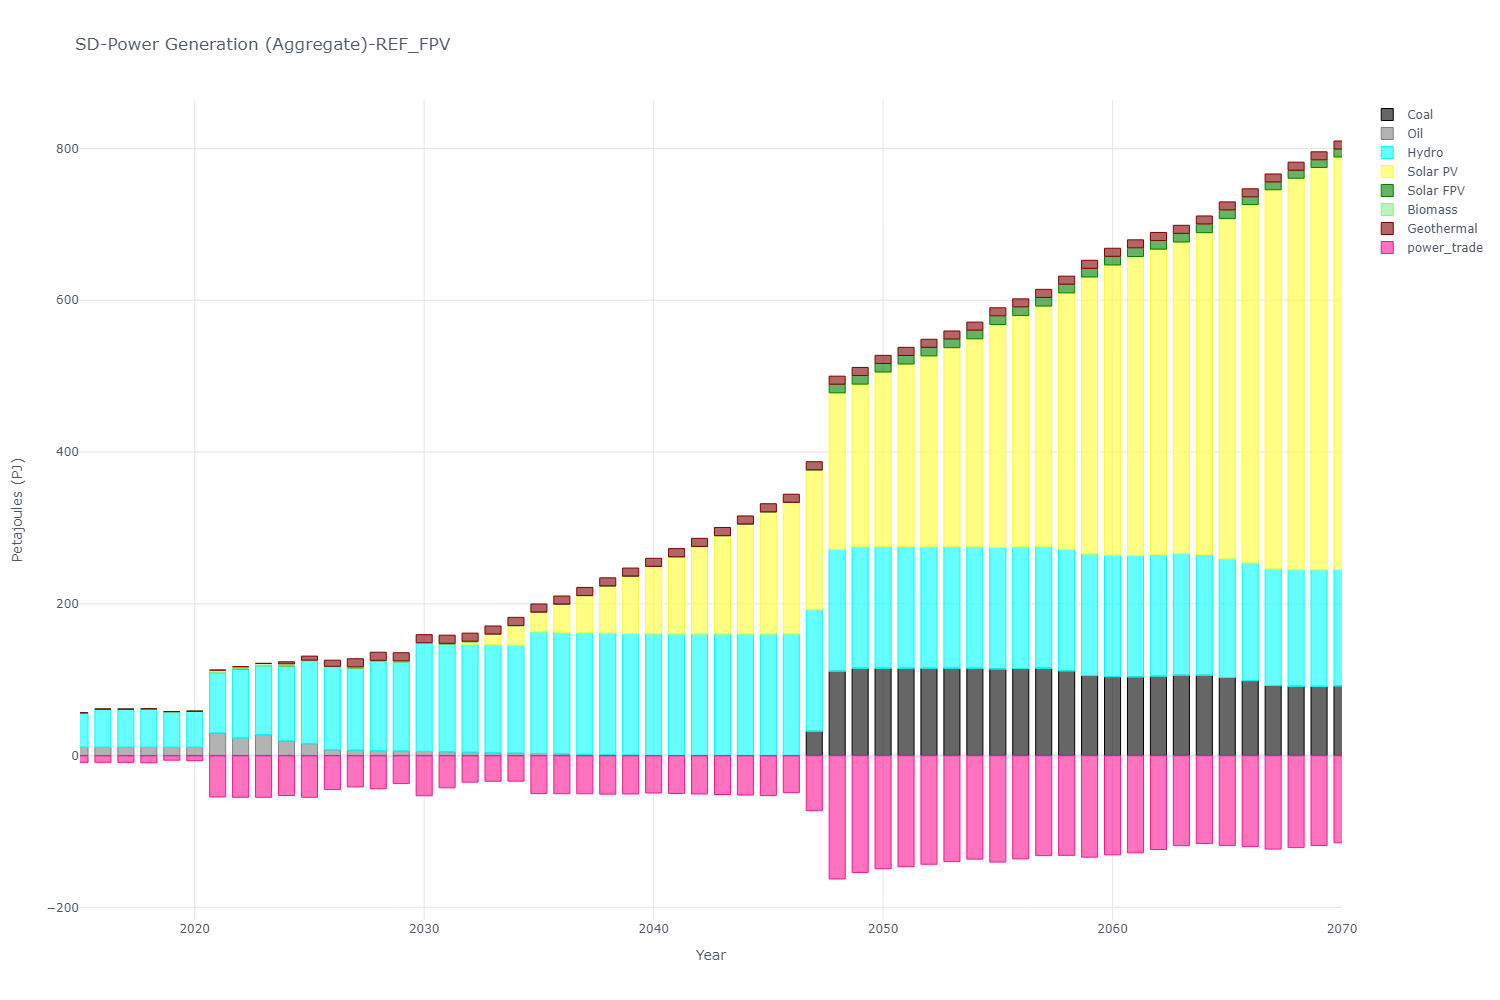 SD-Power Generation (Aggregate)-REF_FPV
Coal
Oil
Hydro
Solar PV
Solar FPV
Biomass
Geothermal
power_trade
800
600
400
200
0
−200
Petajoules (PJ)
2020
2030
2040
2050
2060
2070
Year